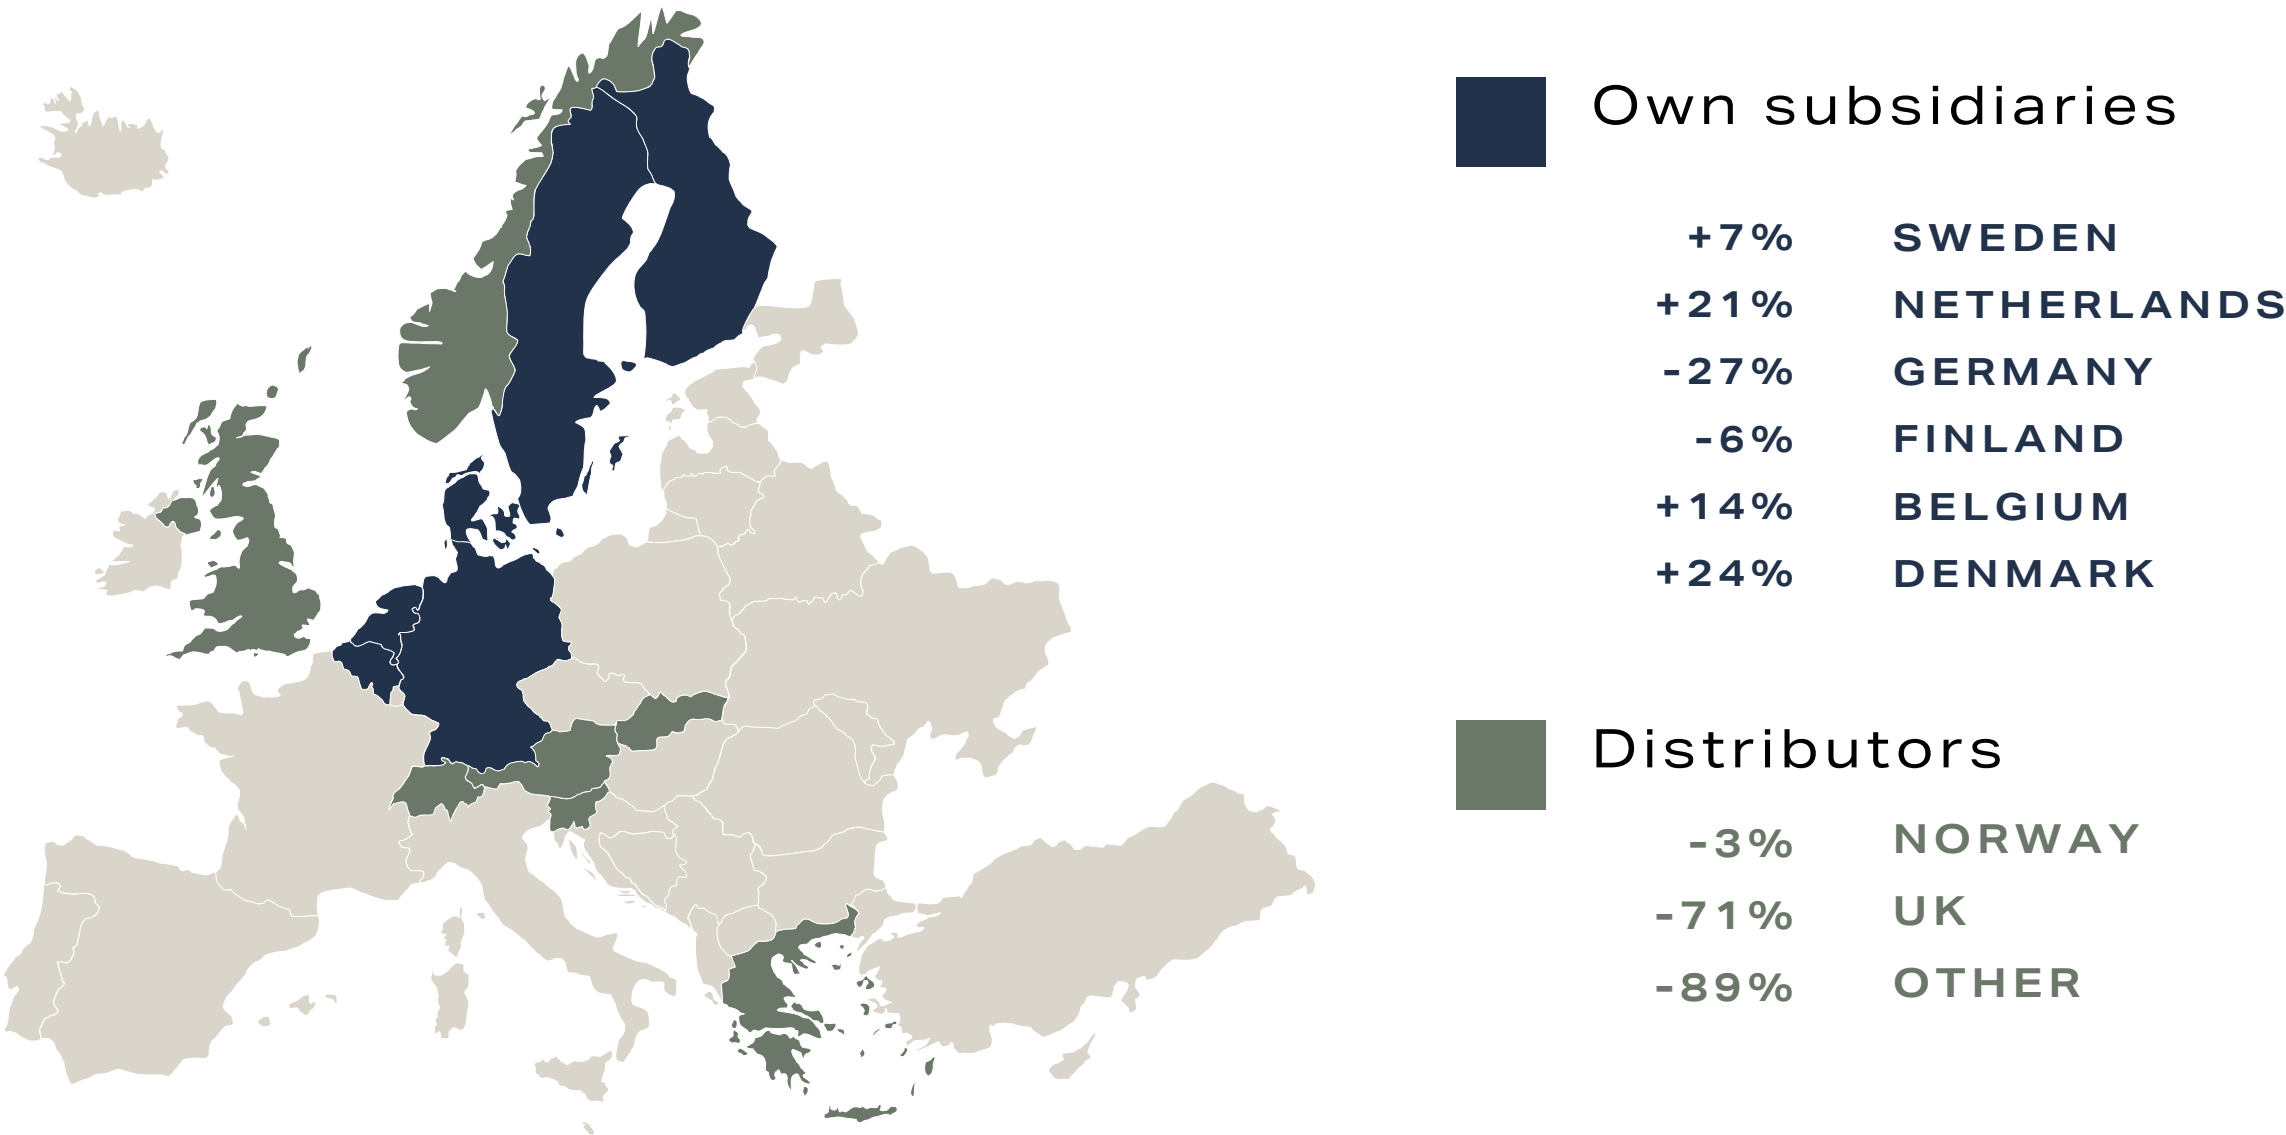 Own subsidiaries
+7% SWEDEN
+21% NETHERLANDS
-27% GERMANY
-6% FINLAND
+14% BELGIUM
+24% DENMARK
Distributors
-3% NORWAY
-71% UK
-89% OTHER